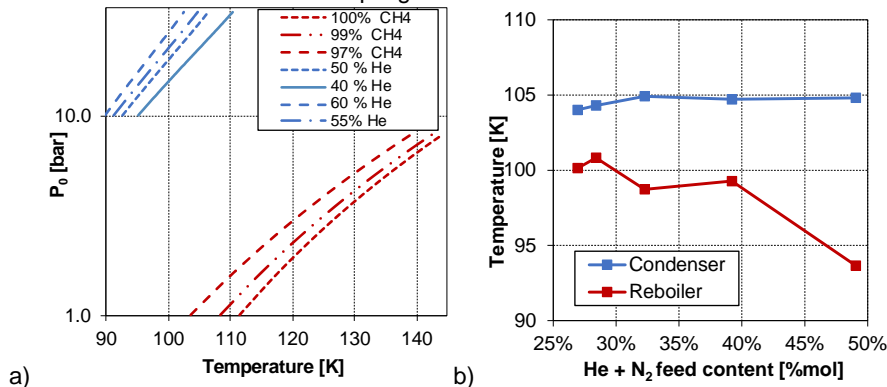 100% CH4
99% CH4
97% CH4
50 % He
40 % He
60 % He
55% He
10.0
1.0
P0 [bar]
90 100 110 120 130 140
Temperature [K]
a)
110
105
100
95
90
Temperature [K]
Condenser
Reboiler
25% 30% 35% 40% 45% 50%
He + N2 feed content [%mol]
b)